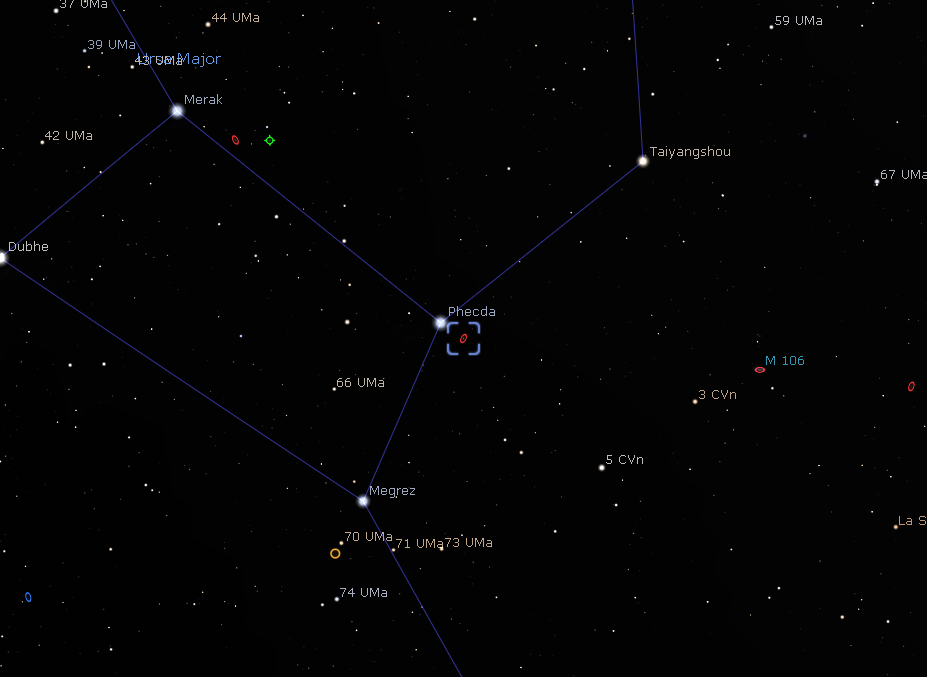 37 UMa
44 UMa
59 UMa
39 UMa
43 UMa
Major
Merak
42 UMa
Taiyangshou
67 UMa
Dubhe
Phecda
M 106
66 UMa
3 CVn
5 CVn
Megrez
La S
70 UMa
71 UMa
73 UMa
74 UMa